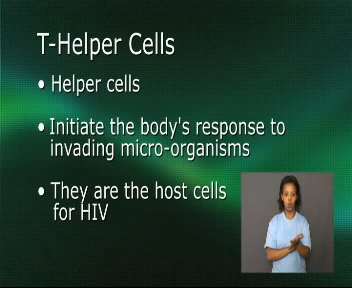 T-Helper Cells
• Helper cells
• Initiate the body's response to
invading micro-organisms
• They are the host cells
for HIV